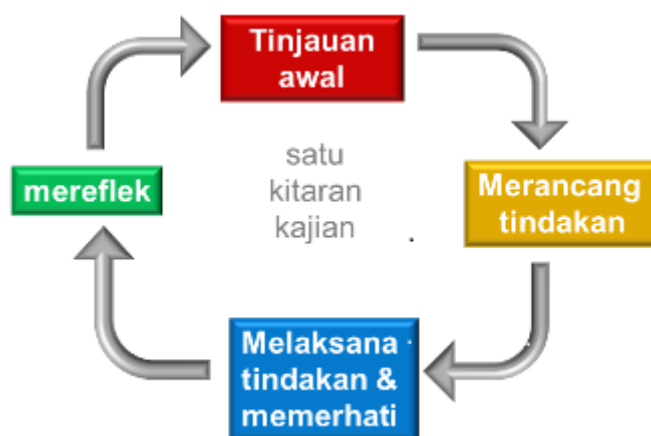 Tinjauan
awal
satu
kitaran
kajian
mereflek
Merancang
tindakan
Melaksana
tindakan &
memerhati